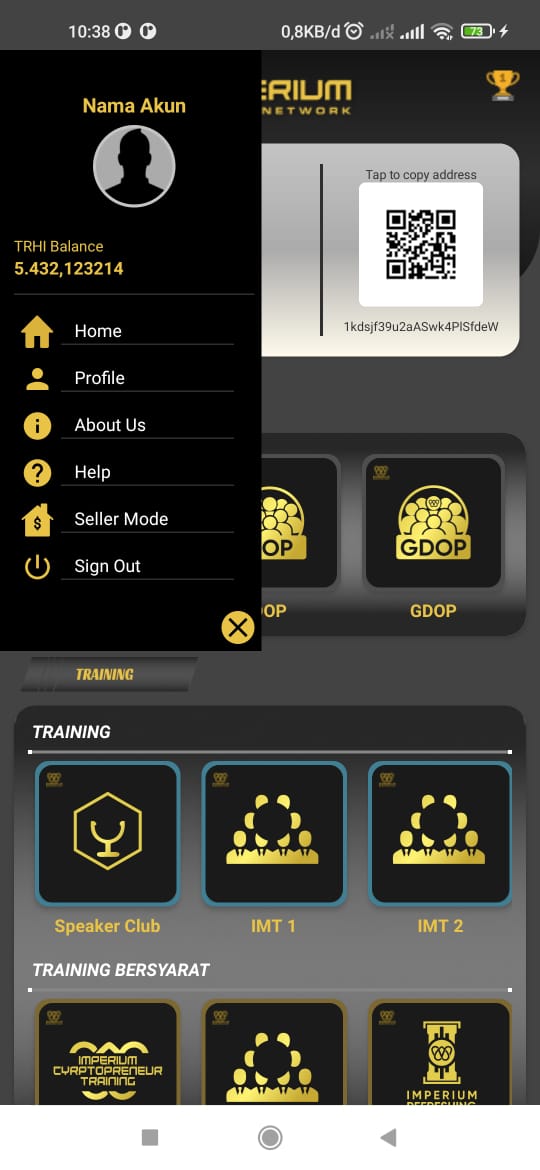 10:38
0,8KB/d
73
ERIUM
NETWORK
Nama Akun
TRHI Balance
5.432,123214
Tap to copy address
1kdsjf39u2aASwk4PlSfdeW
Home
Profile
About Us
Help
Seller Mode
Sign Out
OP
GDOP
OP
GDOP
TRAINING
TRAINING
Speaker Club
IMT 1
IMT 2
TRAINING BERSYARAT
IMPERIUM
CYRPTOPRENEUR
TRAINING
IMPERIUM